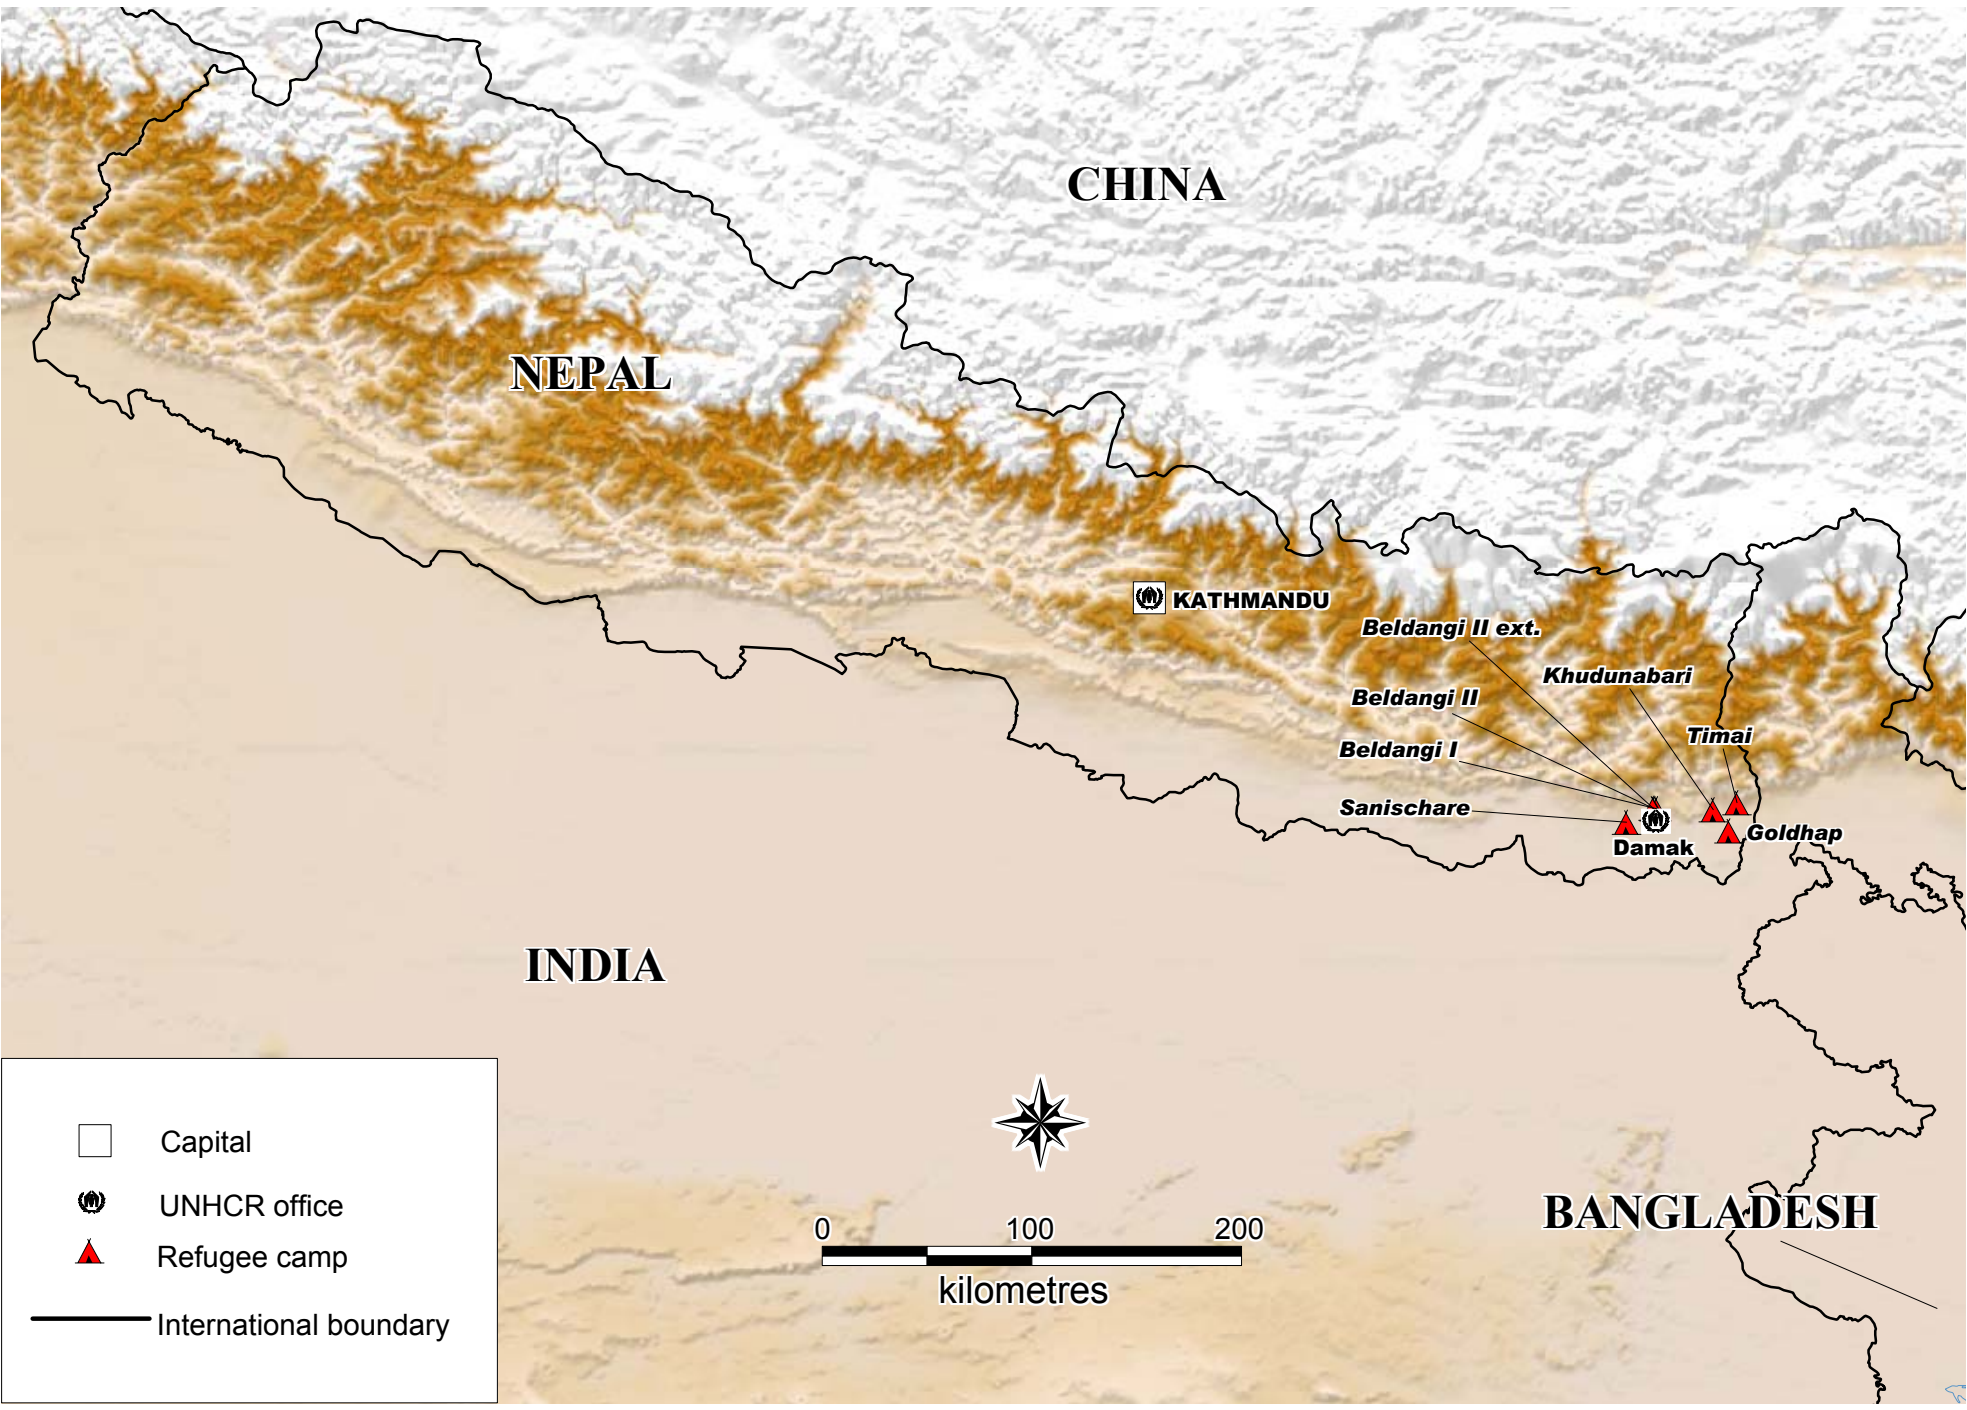 CHINA
NEPAL
KATHMANDU
Beldangi II ext.
Khudunabari
Beldangi II
Timai
Beldangi I
Sanischare
Goldhap
Damak
INDIA
BANGLADESH
Capital
UNHCR office
Refugee camp
International boundary
0 100 200
kilometres